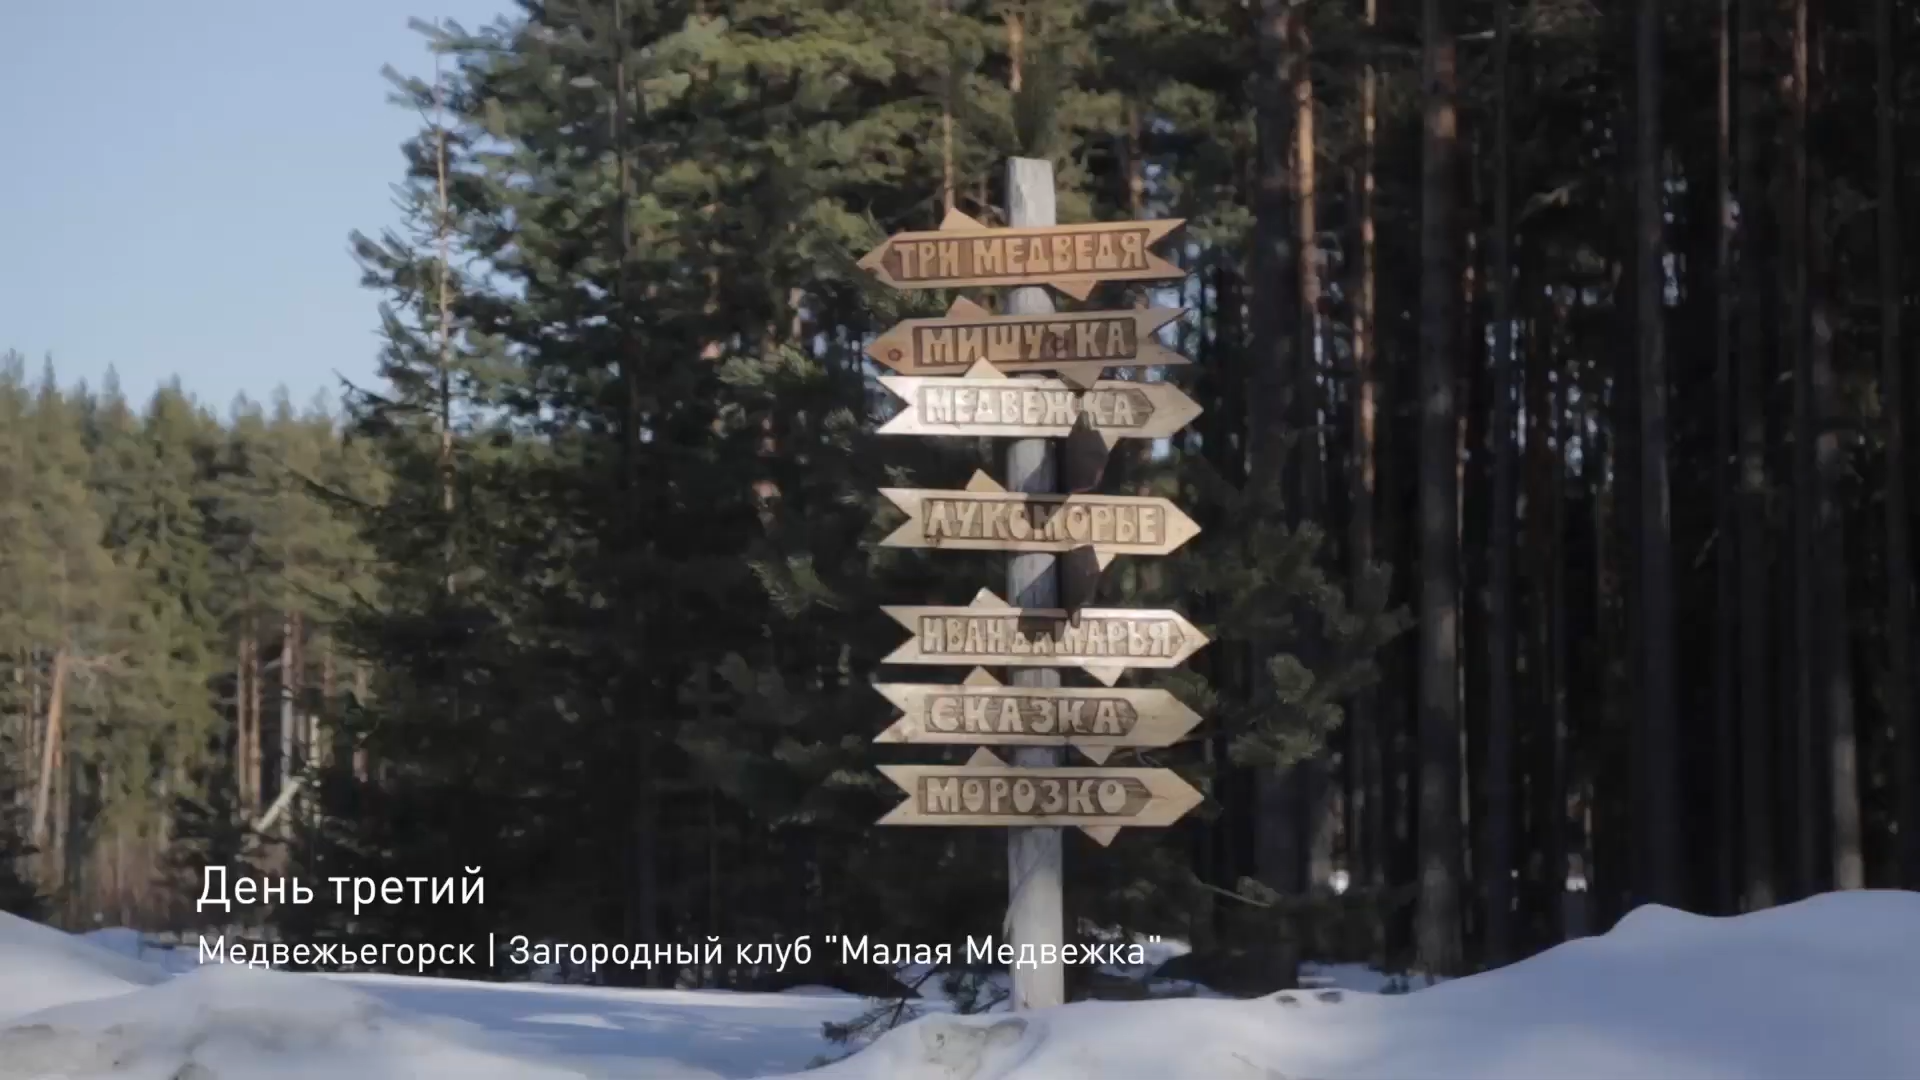 ТРИ МЕДВЕДЯ
МИШУТКА
МЕДВЕЖКА
ЛУКОМОРЬЕ
ИВАН ДА МАРЬЯ
СКАЗКА
МОРОЗКО
День третий
Медвежьегорск | Загородный клуб "Малая Медвежка"